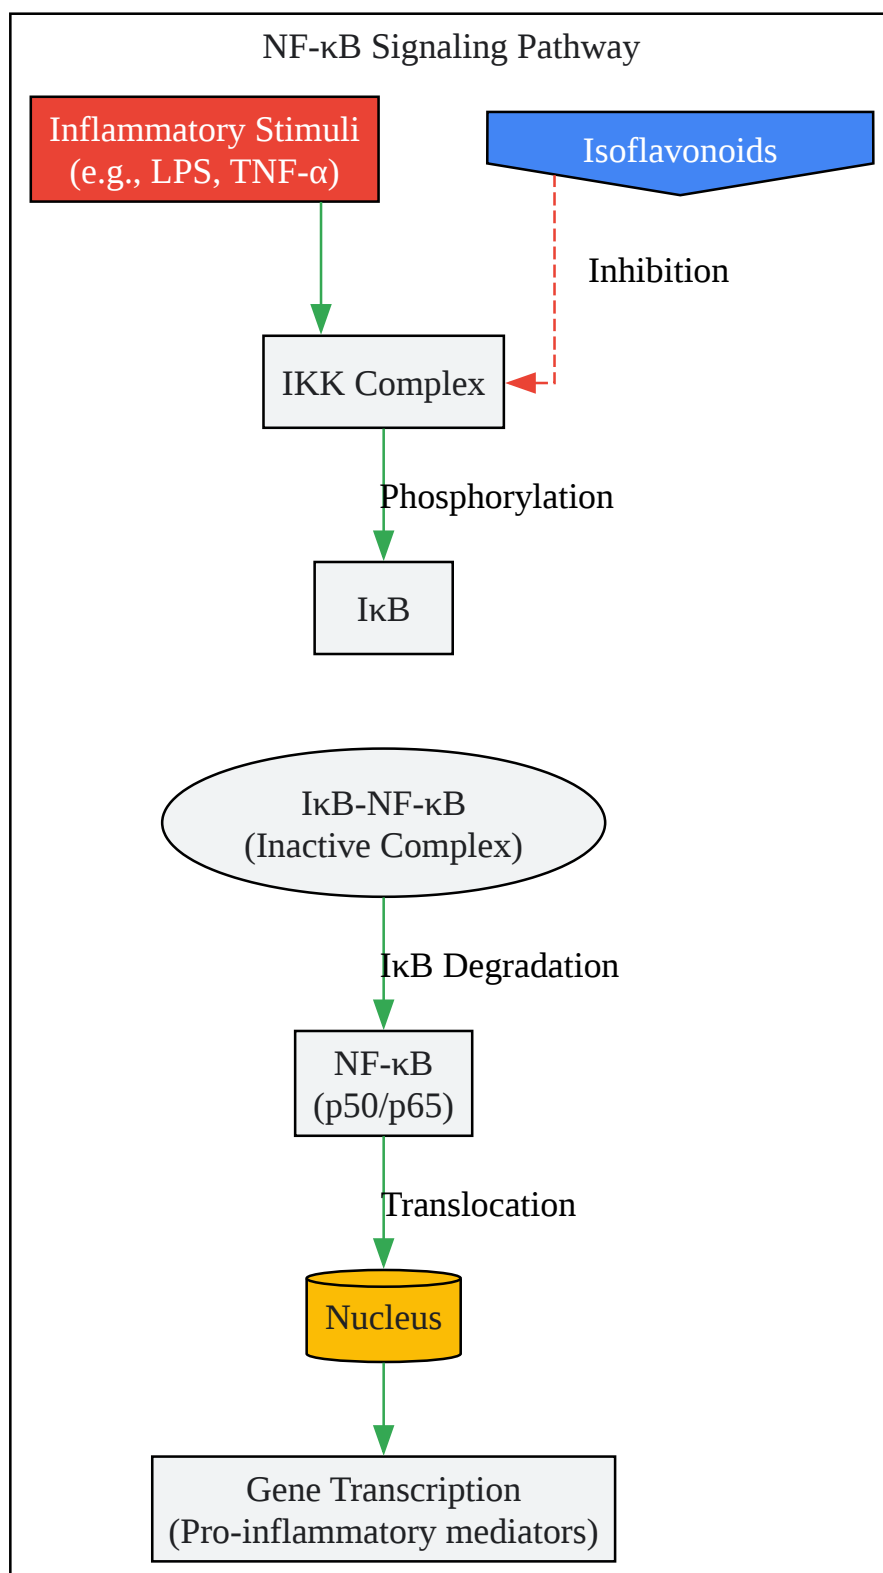 NF-κB Signaling Pathway
Inflammatory Stimuli
(e.g., LPS, TNF-α)
Isoflavonoids
Inhibition
IKK Complex
Phosphorylation
IκB
IκB-NF-κB
(Inactive Complex)
IκB Degradation
NF-κB
(p50/p65)
Translocation
Nucleus
Gene Transcription
(Pro-inflammatory mediators)